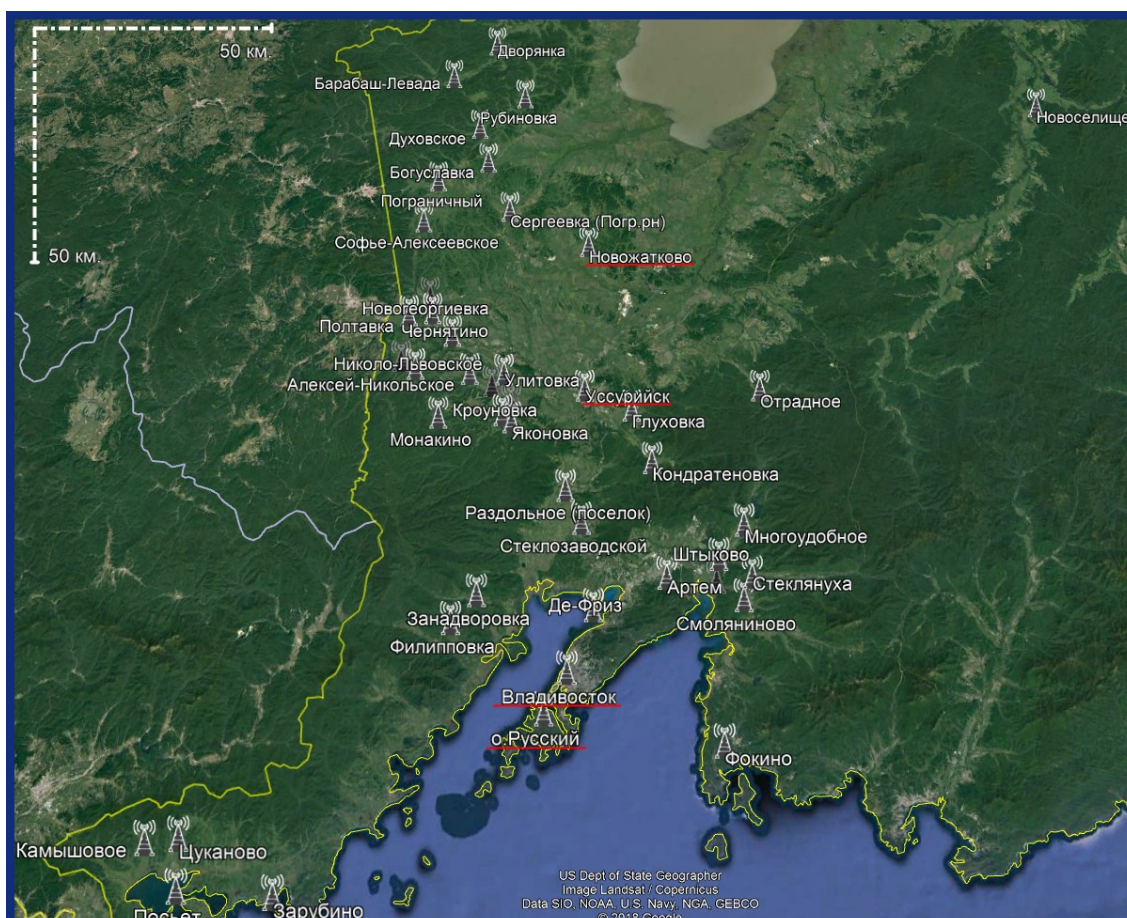 50 км.
50 км.
Дворянка
Барабаш-Левада
Рубиновка
Новоселище
Духовское
Богуславка
Пограничный
Сергеевка (Погр.рн)
Софье-Алексеевское
Новожатково
Новогеоргиевка
Полтавка
Чернятино
Николо-Львовское
Улитовка
Алексей-Никольское
Уссурийск
Отрадное
Кроуновка
Глуховка
Монакино
Яконовка
Кондратеновка
Раздольное (поселок)
Многоудобное
Стеклозаводской
Штыково
Артем
Стеклянуха
Де-Фриз
Занадворовка
Смоляниново
Филипповка
Владивосток
о.Русский
Фокино
Камышовое
Цуканово
Посьет
Зарубино
US Dept of State Geographer
Image Landsat / Copernicus
Data SIO, NOAA, U.S. Navy, NGA, GEBCO
© 2018 Google